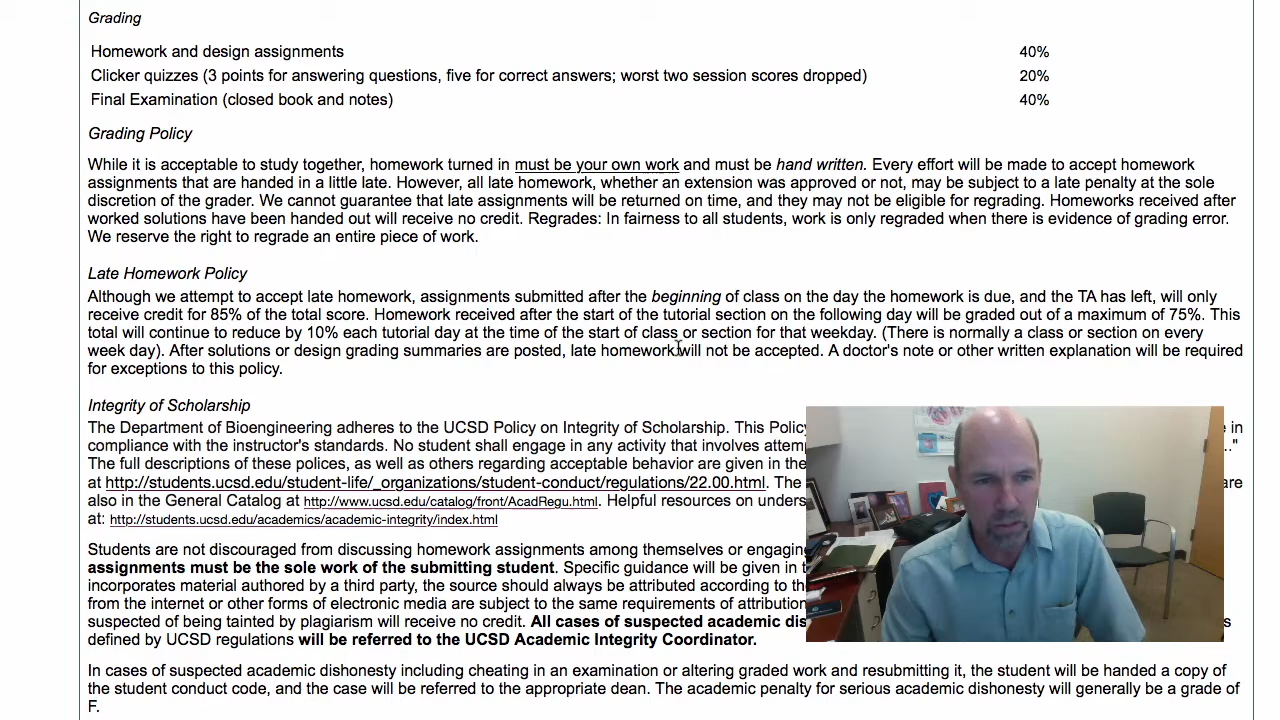 Grading
Homework and design assignments 40%
Clicker quizzes (3 points for answering questions, five for correct answers; worst two session scores dropped) 20%
Final Examination (closed book and notes) 40%
Grading Policy
While it is acceptable to study together, homework turned in must be your own work and must be hand written. Every effort will be made to accept homework
assignments that are handed in a little late. However, all late homework, whether an extension was approved or not, may be subject to a late penalty at the sole
discretion of the grader. We cannot guarantee that late assignments will be returned on time, and they may not be eligible for regrading. Homeworks received after
worked solutions have been handed out will receive no credit. Regrades: In fairness to all students, work is only regraded when there is evidence of grading error.
We reserve the right to regrade an entire piece of work.
Late Homework Policy
Although we attempt to accept late homework, assignments submitted after the beginning of class on the day the homework is due, and the TA has left, will only
receive credit for 85% of the total score. Homework received after the start of the tutorial section on the following day will be graded out of a maximum of 75%. This
total will continue to reduce by 10% each tutorial day at the time of the start of class or section for that weekday. (There is normally a class or section on every
week day). After solutions or design grading summaries are posted, late homework will not be accepted. A doctor's note or other written explanation will be required
for exceptions to this policy.
Integrity of Scholarship
The Department of Bioengineering adheres to the UCSD Policy on Integrity of Scholarship. This Policy in
compliance with the instructor's standards. No student shall engage in any activity that involves attem .."
The full descriptions of these polices, as well as others regarding acceptable behavior are given in the
at http://students.ucsd.edu/student-life/_organizations/student-conduct/regulations/22.00.html. The are
also in the General Catalog at http://www.ucsd.edu/catalog/front/AcadRegu.html. Helpful resources on unders
at: http://students.ucsd.edu/academics/academic-integrity/index.html
Students are not discouraged from discussing homework assignments among themselves or engaging
assignments must be the sole work of the submitting student. Specific guidance will be given in t
incorporates material authored by a third party, the source should always be attributed according to th
from the internet or other forms of electronic media are subject to the same requirements of attribution
suspected of being tainted by plagiarism will receive no credit. All cases of suspected academic dis s
defined by UCSD regulations will be referred to the UCSD Academic Integrity Coordinator.
In cases of suspected academic dishonesty including cheating in an examination or altering graded work and resubmitting it, the student will be handed a copy of
the student conduct code, and the case will be referred to the appropriate dean. The academic penalty for serious academic dishonesty will generally be a grade of
F.